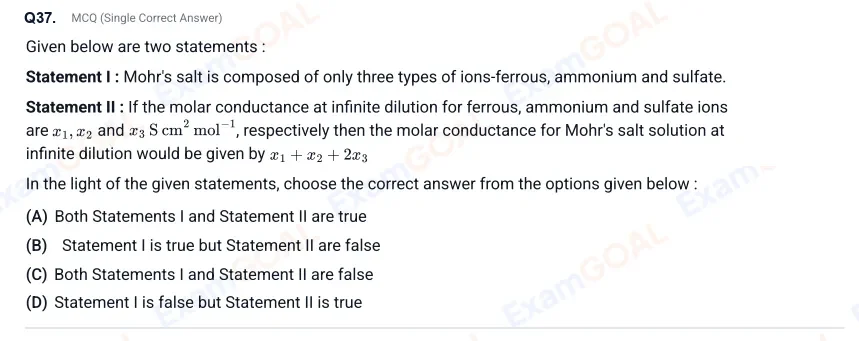 Q37. MCQ (Single Correct Answer)
Given below are two statements :
Statement I : Mohr's salt is composed of only three types of ions-ferrous, ammonium and sulfate.
Statement II : If the molar conductance at infinite dilution for ferrous, ammonium and sulfate ions
are x₁, x₂ and x₃ S cm² mol⁻¹, respectively then the molar conductance for Mohr's salt solution at
infinite dilution would be given by x₁ + x₂ + 2x₃
In the light of the given statements, choose the correct answer from the options given below :
(A) Both Statements I and Statement II are true
(B) Statement I is true but Statement II are false
(C) Both Statements I and Statement II are false
(D) Statement I is false but Statement II is true